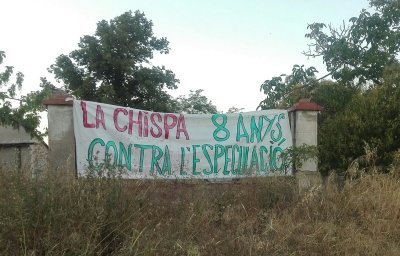 LA CHISPA 8 ANYS
CONTRA L'ESPECULACIÓ